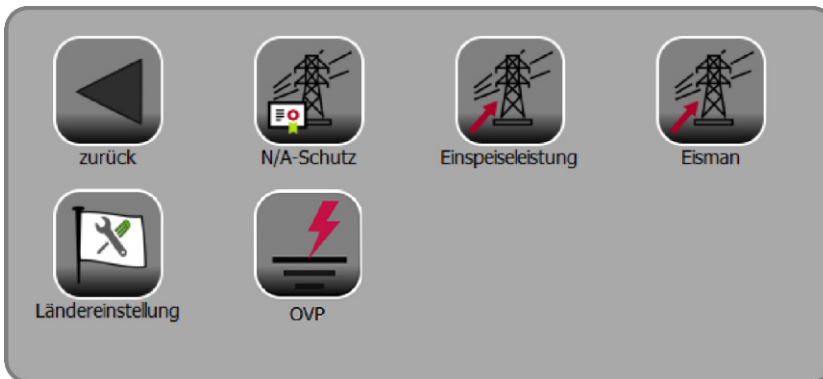 zurück
N/A-Schutz
Einspeiseleistung
Eisman
Ländereinstellung
OVP